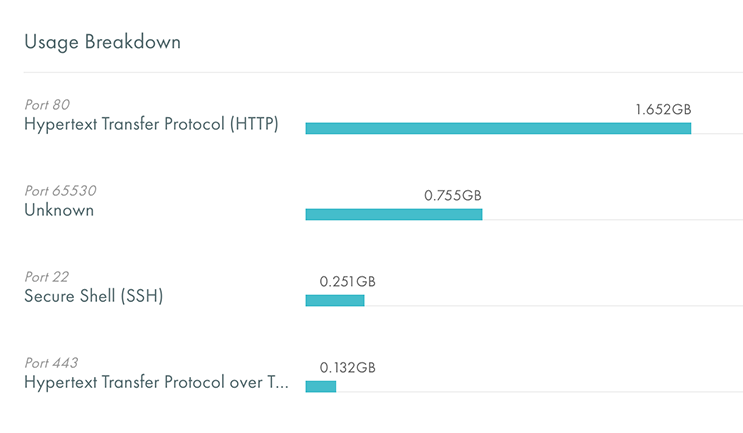 Usage Breakdown
Port 80
Hypertext Transfer Protocol (HTTP)
1.652GB
Port 65530
Unknown
0.755GB
Port 22
Secure Shell (SSH)
0.251GB
Port 443
Hypertext Transfer Protocol over T...
0.132GB